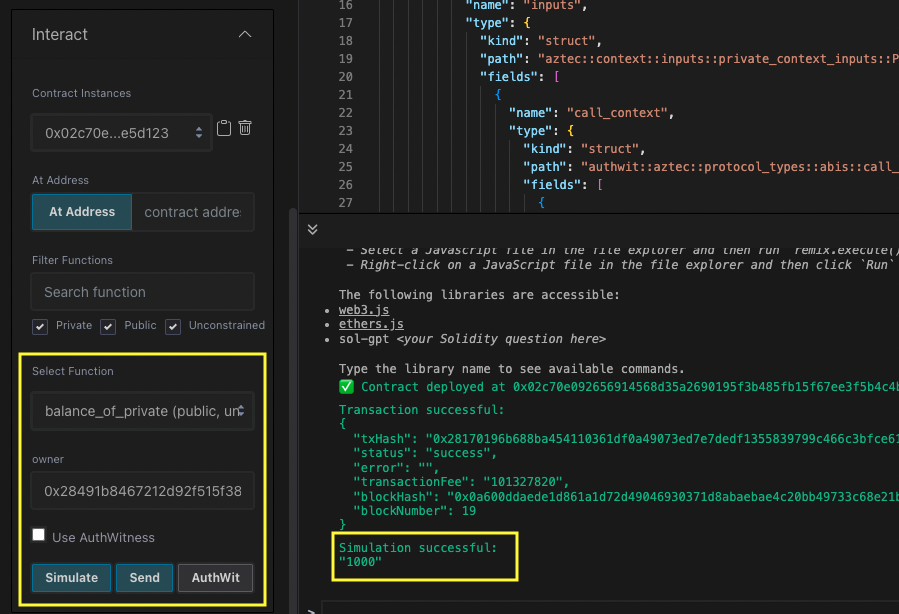 Interact
Contract Instances
0x02c70e...e5d123
At Address
At Address
contract addre
Filter Functions
Search function
Private
Public
Unconstrained
Select Function
balance_of_private (public, un
owner
0x28491b8467212d92f515f38
Use AuthWitness
Simulate
Send
AuthWit
16 "name": "inputs",
17 "type": {
18 "kind": "struct",
19 "path": "aztec::context::inputs::private_context_inputs::P
20 "fields": [
21 {
22 "name": "call_context",
23 "type": {
24 "kind": "struct",
25 "path": "authwit::aztec::protocol_types::abis::call_
26 "fields": [
27 {
- Select a Javascript file in the file explorer and then run `remix.execute()
- Right-click on a JavaScript file in the file explorer and then click `Run`
The following libraries are accessible:
• web3.js
• ethers.js
• sol-gpt <your Solidity question here>
Type the library name to see available commands.
✅ Contract deployed at 0x02c70e092656914568d35a2690195f3b485fb15f67ee3f5b4c4b
Transaction successful:
{
"txHash": "0x28170196b688ba454110361df0a49073ed7e7dedf1355839799c466c3bfce61
"status": "success",
"error": "",
"transactionFee": "101327820",
"blockHash": "0x0a600ddaede1d861a1d72d49046930371d8abaebae4c20bb49733c68e21b
"blockNumber": 19
}
Simulation successful:
"1000"
>